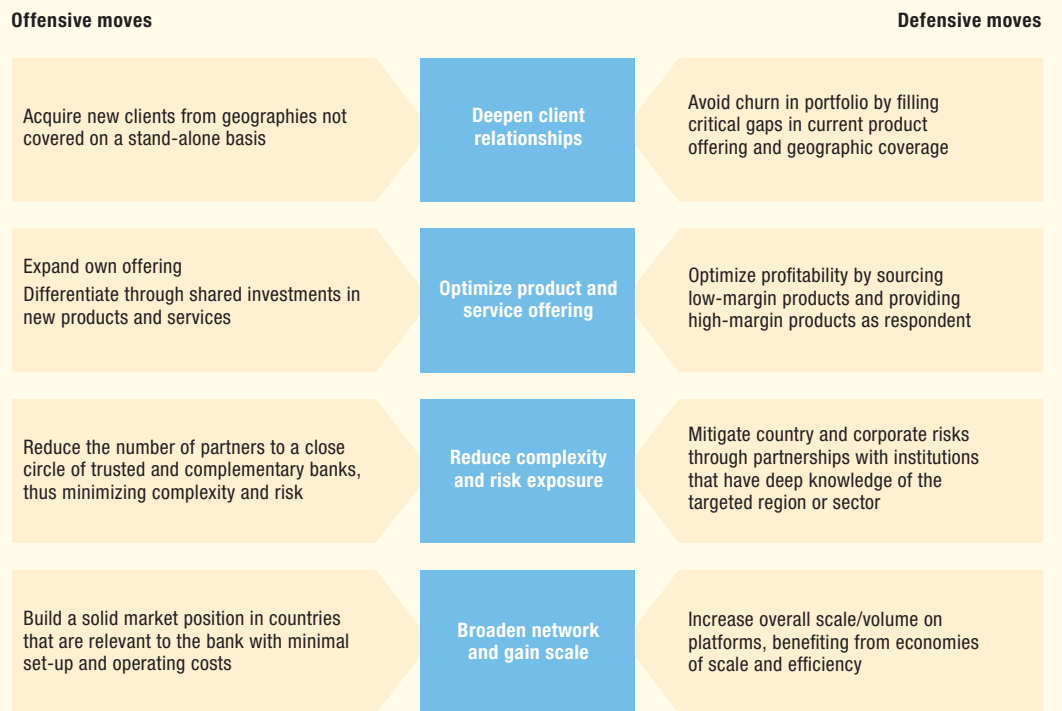 Offensive moves
Defensive moves
Acquire new clients from geographies not
covered on a stand-alone basis
Deepen client
relationships
Avoid churn in portfolio by filling
critical gaps in current product
offering and geographic coverage
Expand own offering
Differentiate through shared investments in
new products and services
Optimize product and
service offering
Optimize profitability by sourcing
low-margin products and providing
high-margin products as respondent
Reduce the number of partners to a close
circle of trusted and complementary banks,
thus minimizing complexity and risk
Reduce complexity
and risk exposure
Mitigate country and corporate risks
through partnerships with institutions
that have deep knowledge of the
targeted region or sector
Build a solid market position in countries
that are relevant to the bank with minimal
set-up and operating costs
Broaden network
and gain scale
Increase overall scale/volume on
platforms, benefiting from economies
of scale and efficiency